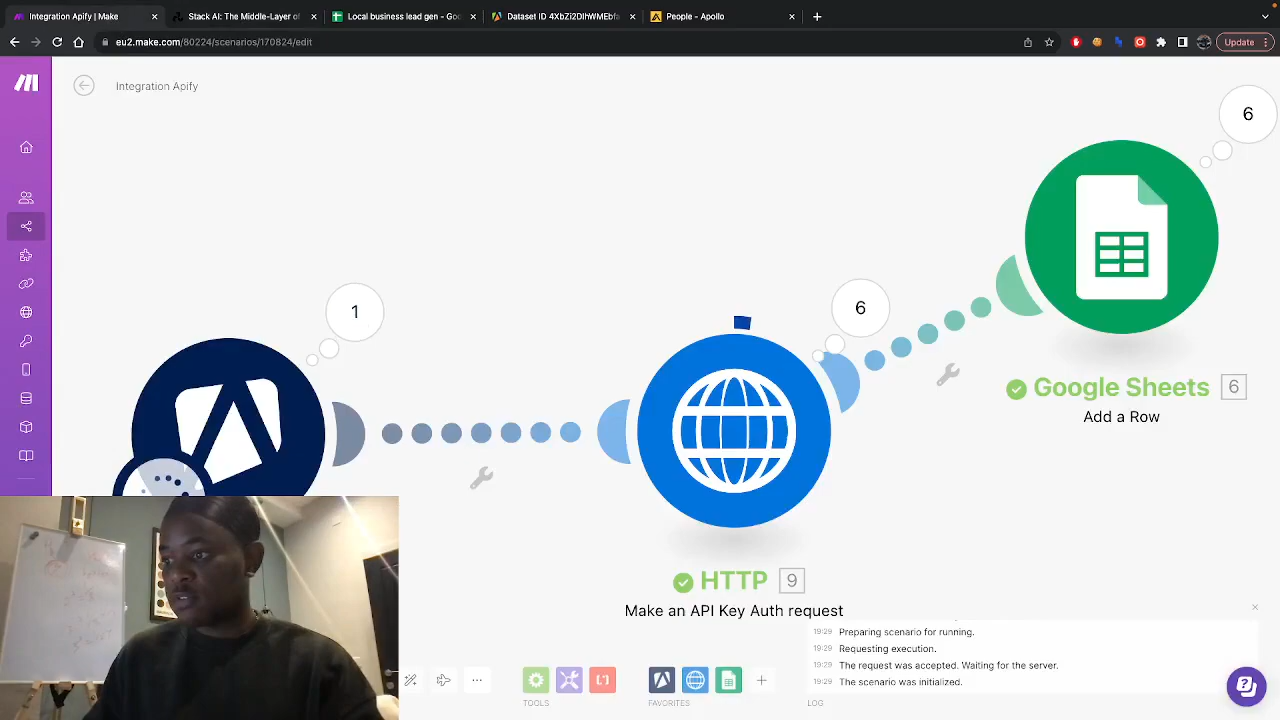 Integration Apify | Make
Stack AI: The Middle-Layer of
Local business lead gen - Goo
Dataset ID 4XbZI2DIhWMEbfa
People - Apollo
eu2.make.com/80224/scenarios/170824/edit
Update
Integration Apify
6
1
6
Google Sheets 6
Add a Row
HTTP 9
Make an API Key Auth request
19:29 Preparing scenario for running.
19:29 Requesting execution.
19:29 The request was accepted. Waiting for the server.
19:29 The scenario was initialized.
TOOLS
FAVORITES
LOG